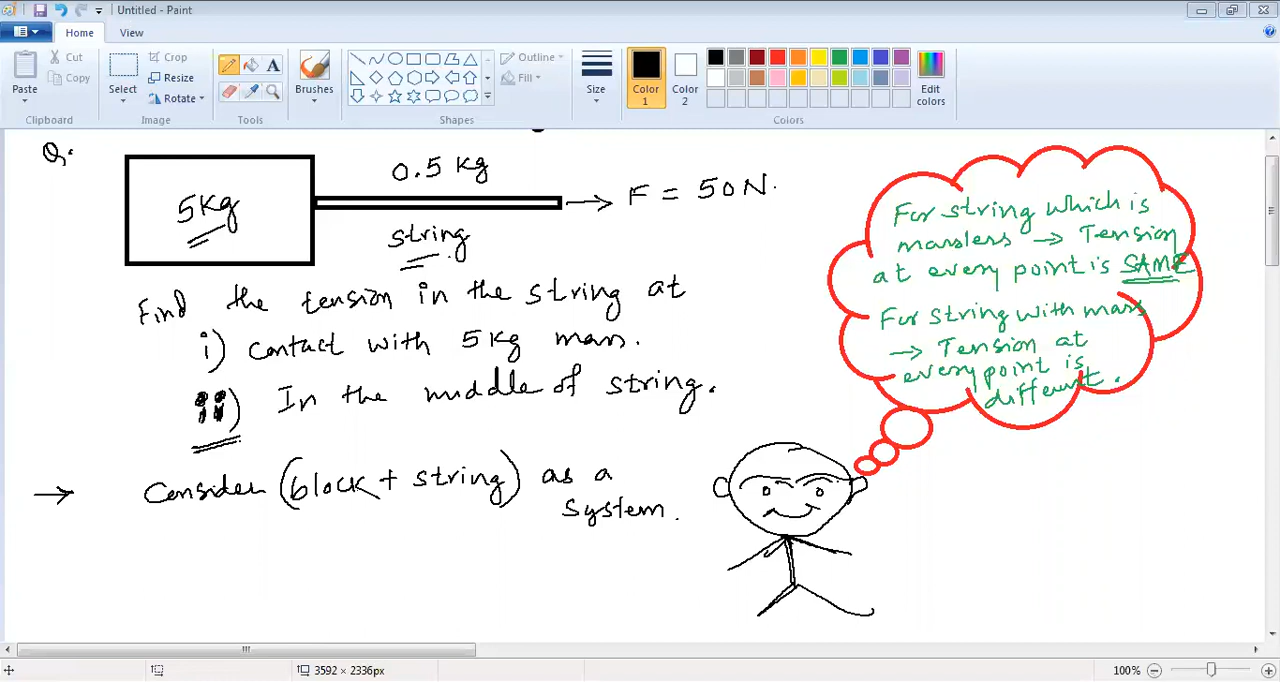 Untitled - Paint
Home
View
Paste
Cut
Copy
Clipboard
Select
Crop
Resize
Rotate
Image
Tools
Brushes
Shapes
Outline
Fill
Size
Color 1
Color 2
Edit colors
Colors
Q:
5Kg
0.5 Kg
string
F = 50N.
Find the tension in the string at
i) contact with 5 Kg mass.
ii) In the middle of string.
→ Consider (block + string) as a
system.
For string which is
massless → Tension
at every point is SAME
For string with mass
→ Tension at
every point is
different.
3592 × 2336px
100%